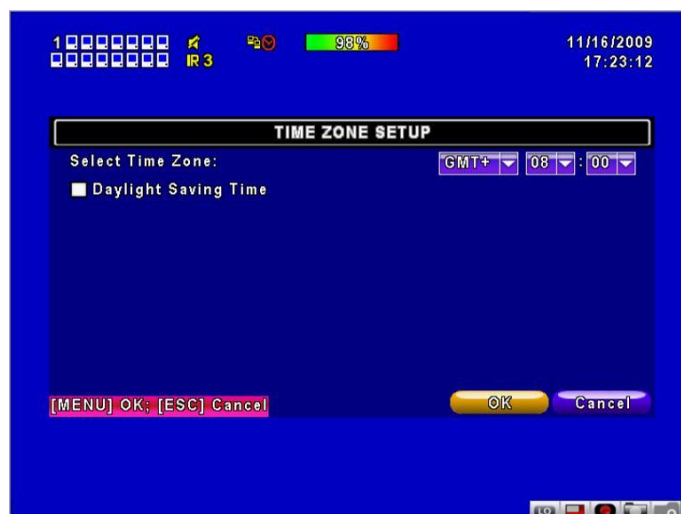 1 98% 11/16/2009
IR 3 17:23:12
TIME ZONE SETUP
Select Time Zone: GMT+ 08 : 00
Daylight Saving Time
[MENU] OK; [ESC] Cancel OK Cancel